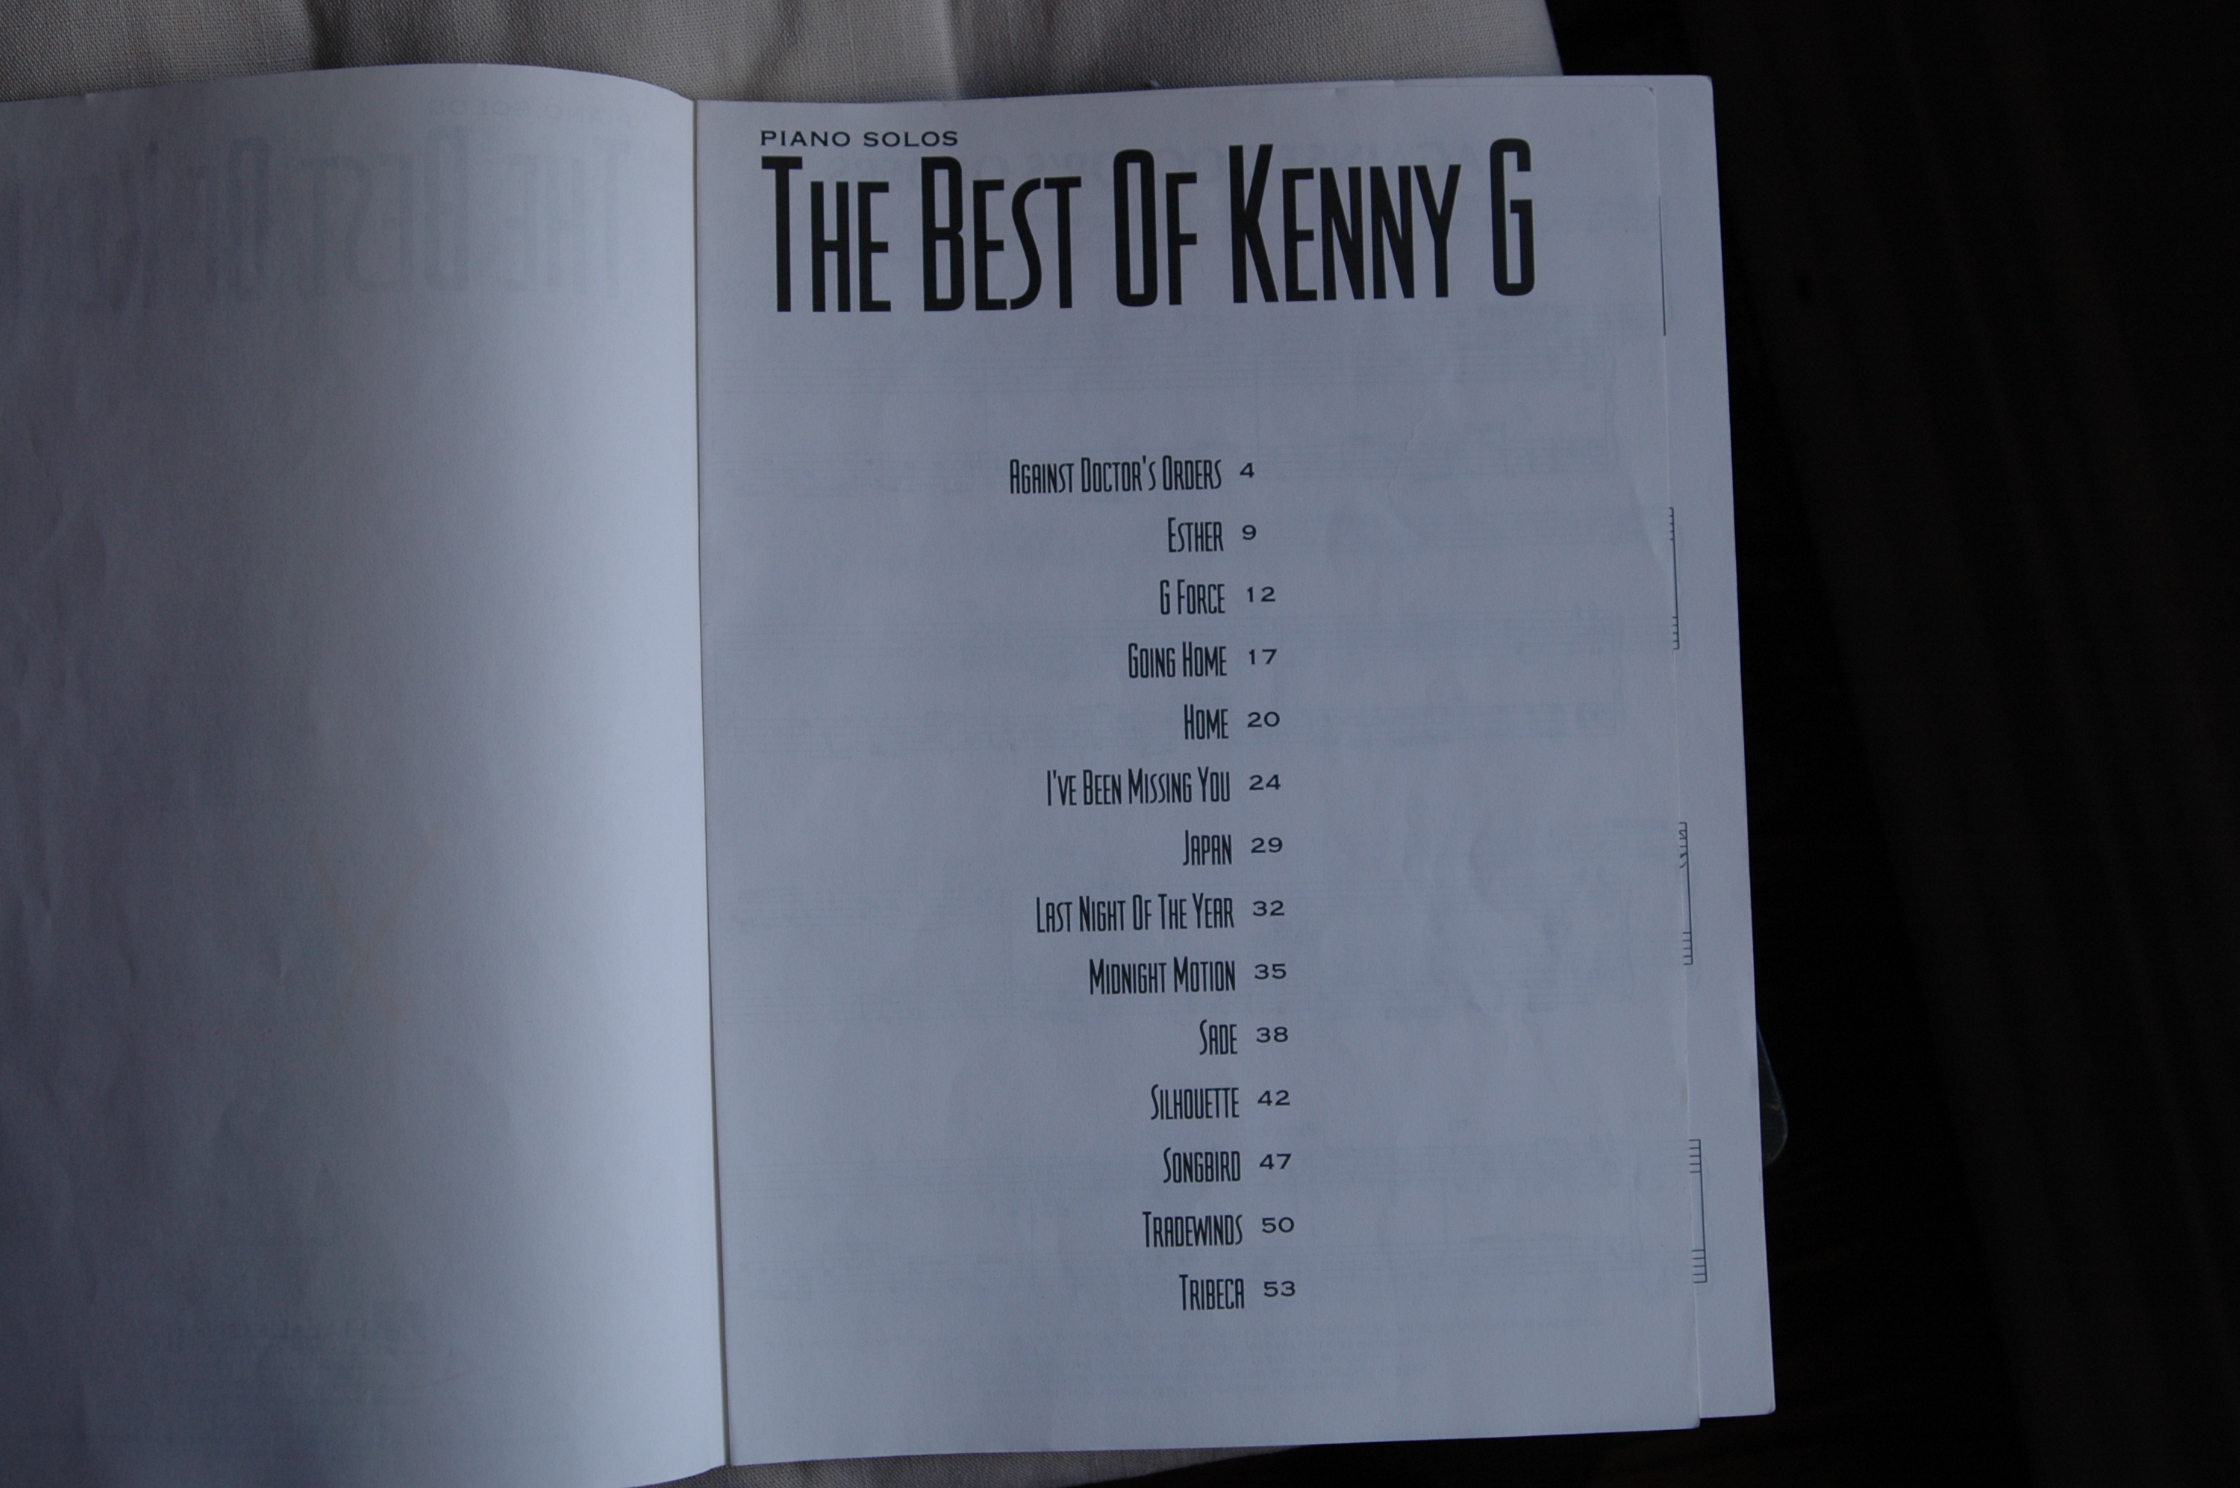 PIANO SOLOS
THE BEST OF KENNY G
AGAINST DOCTOR'S ORDERS 4
ESTHER 9
G FORCE 12
GOING HOME 17
HOME 20
I'VE BEEN MISSING YOU 24
JAPAN 29
LAST NIGHT OF THE YEAR 32
MIDNIGHT MOTION 35
SADE 38
SILHOUETTE 42
SONGBIRD 47
TRADEWINDS 50
TRIBECA 53